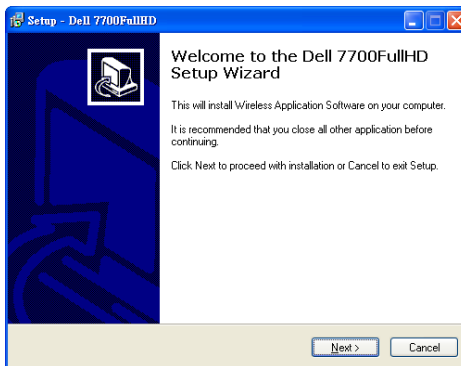 Setup - Dell 7700FullHD
Welcome to the Dell 7700FullHD
Setup Wizard
This will install Wireless Application Software on your computer.
It is recommended that you close all other application before
continuing.
Click Next to proceed with installation or Cancel to exit Setup.
Next >
Cancel